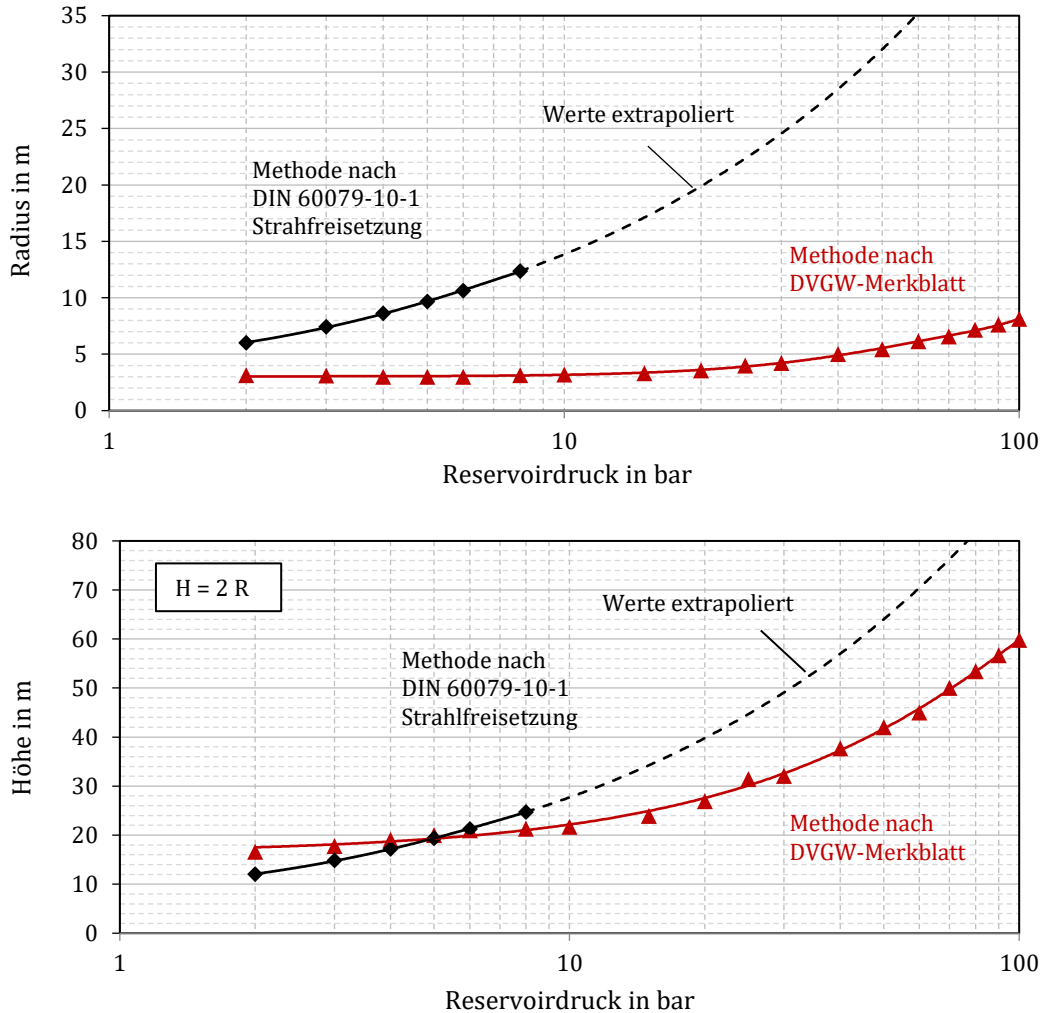 35
30
25
20
15
10
5
0
Radius in m
Werte extrapoliert
Methode nach
DIN 60079-10-1
Strahfreisetzung
Methode nach
DVGW-Merkblatt
1
10
100
Reservoirdruck in bar
80
70
60
50
40
30
20
10
0
Höhe in m
H = 2 R
Werte extrapoliert
Methode nach
DIN 60079-10-1
Strahlfreisetzung
Methode nach
DVGW-Merkblatt
1
10
100
Reservoirdruck in bar